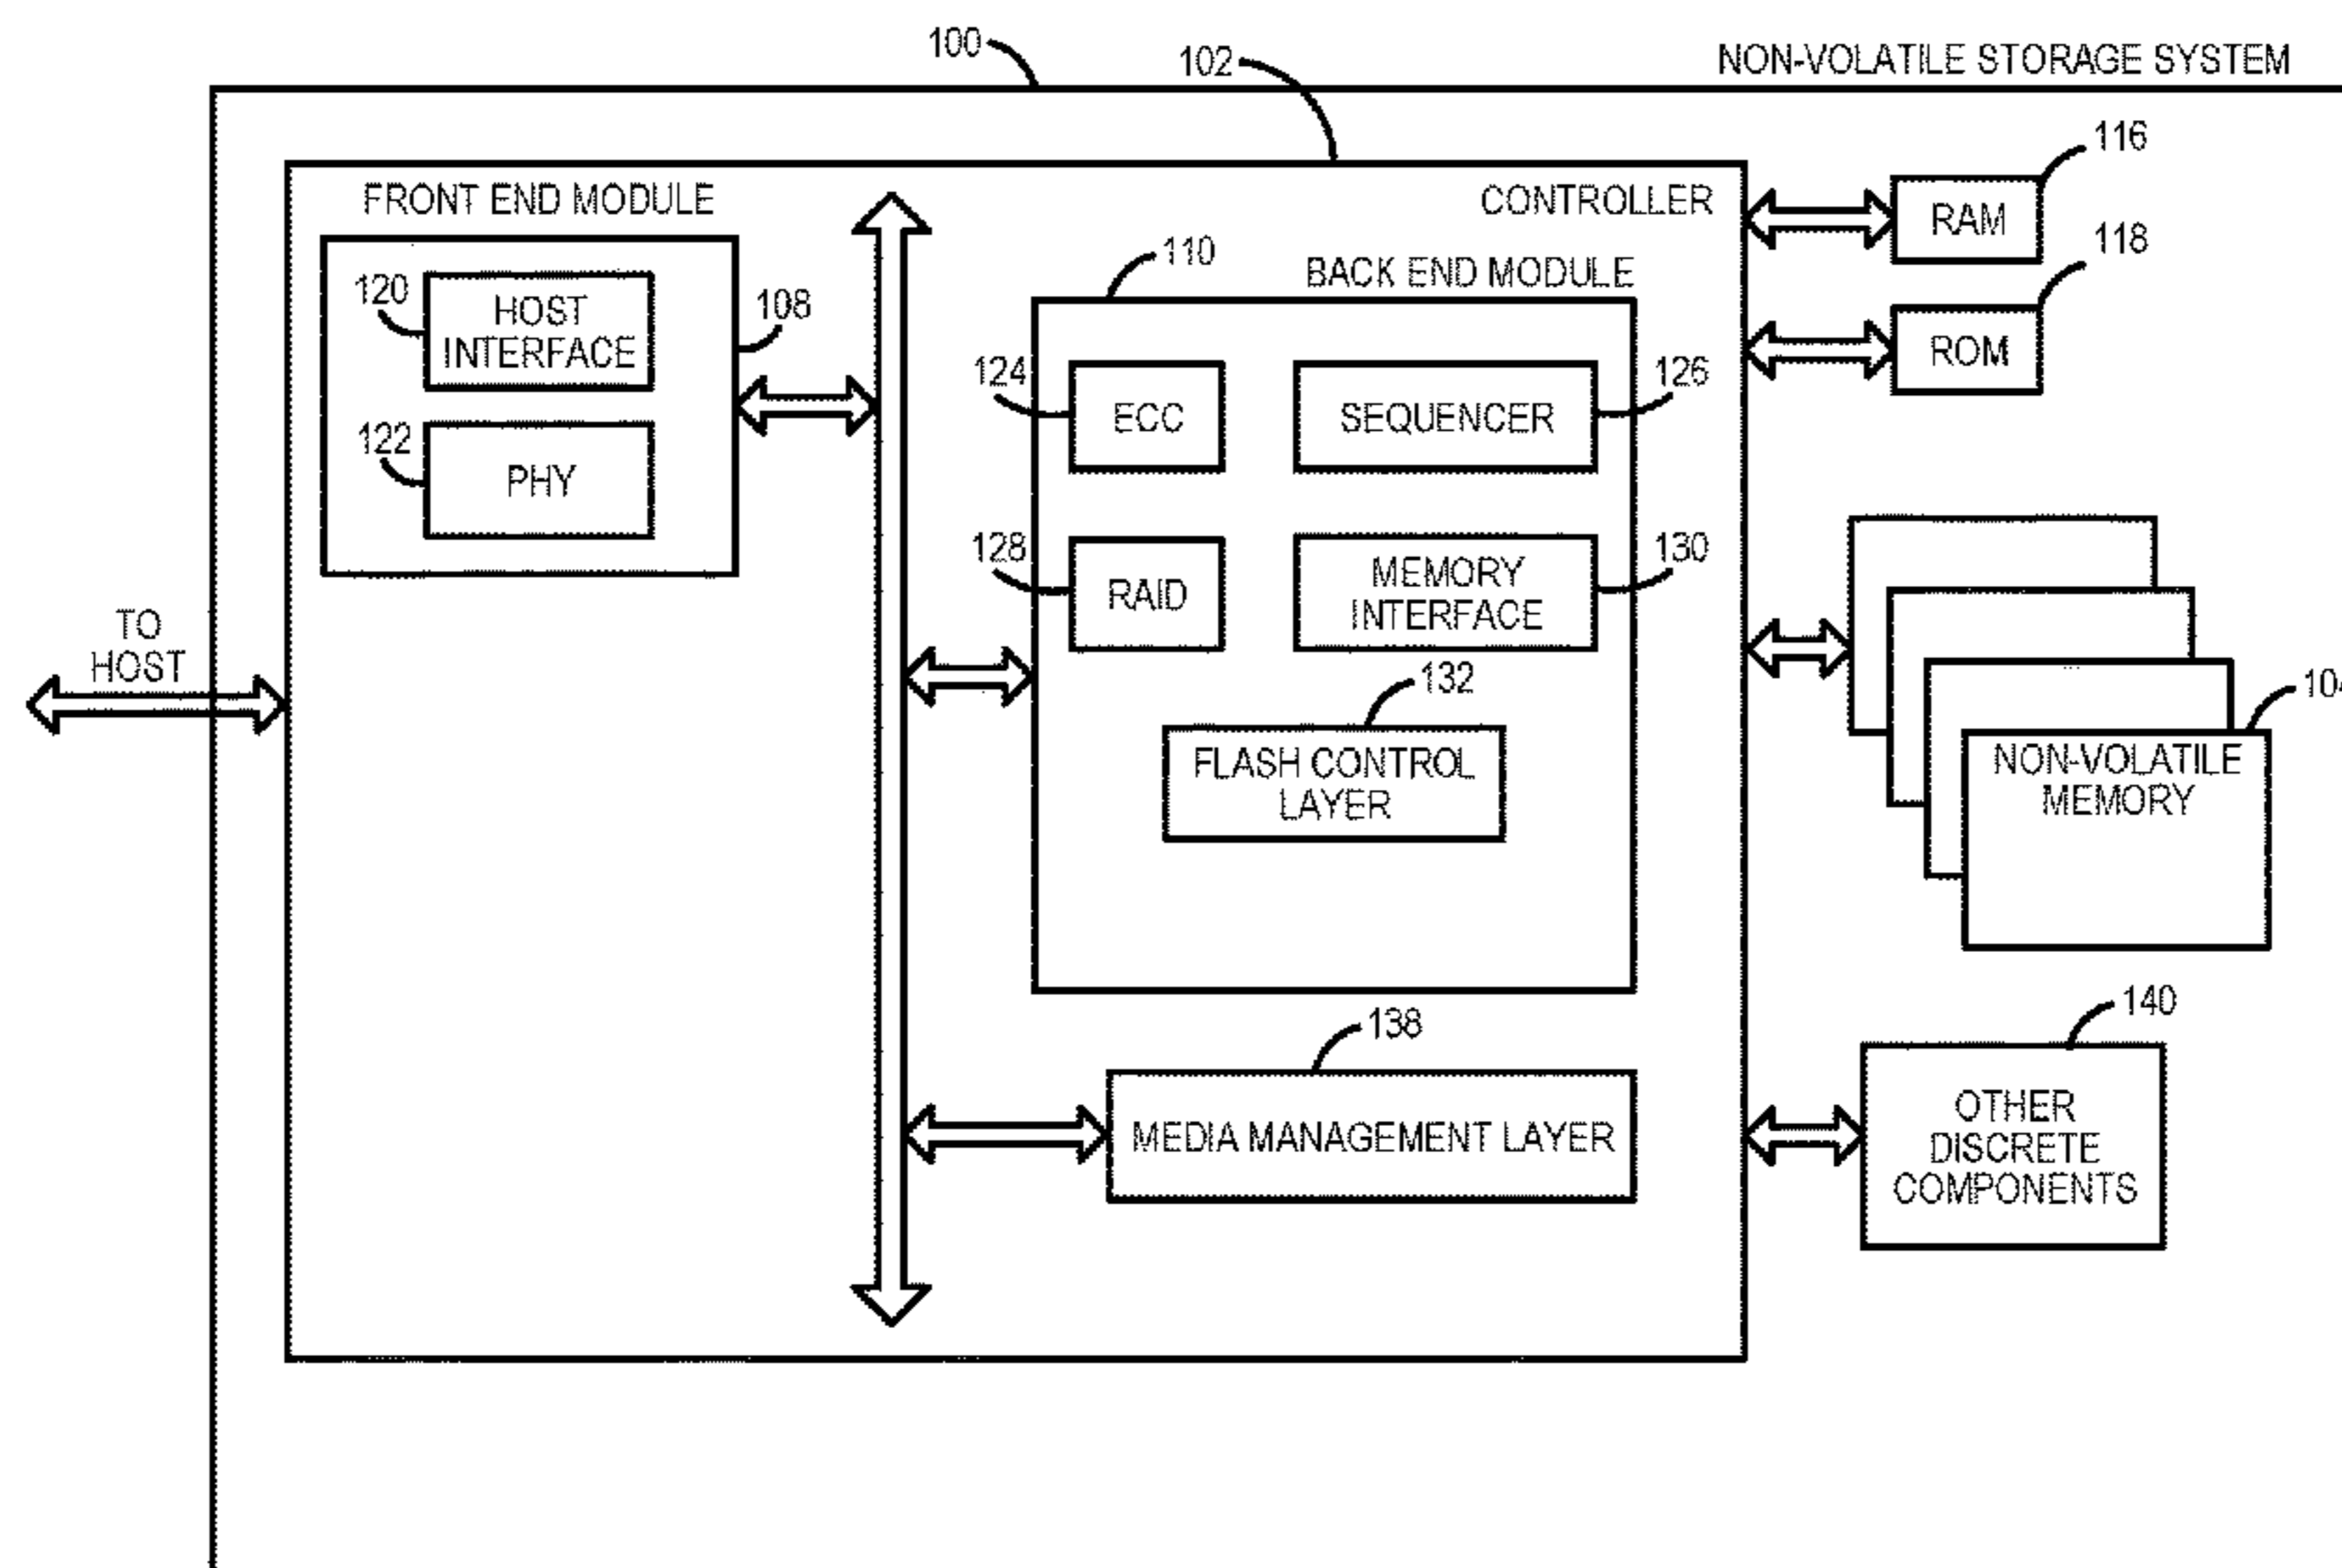 100
102
NON-VOLATILE STORAGE SYSTEM
116
FRONT END MODULE
CONTROLLER
RAM
118
110
BACK END MODULE
120
HOST
INTERFACE
108
ROM
124
ECC
SEQUENCER
126
122
PHY
128
RAID
MEMORY
INTERFACE
130
TO
HOST
132
FLASH CONTROL
LAYER
NON-VOLATILE
MEMORY
138
MEDIA MANAGEMENT LAYER
140
OTHER
DISCRETE
COMPONENTS